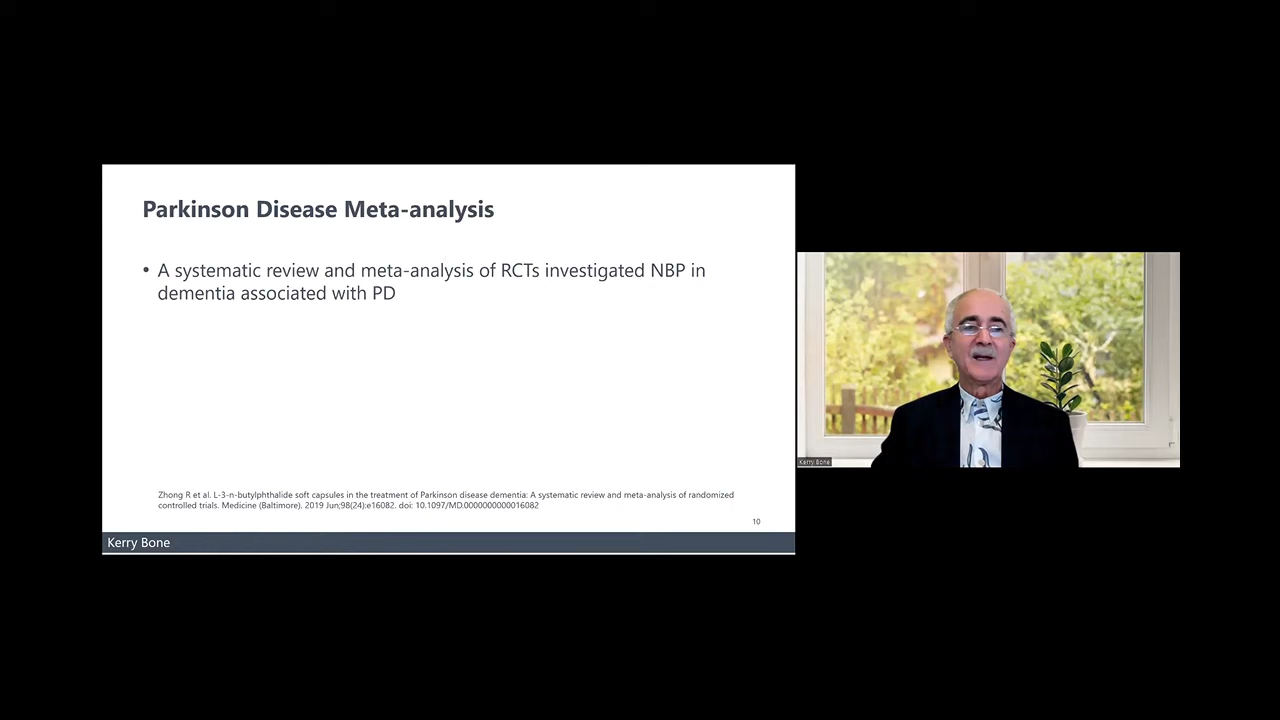 Parkinson Disease Meta-analysis
• A systematic review and meta-analysis of RCTs investigated NBP in
dementia associated with PD
Zhong R et al. L-3-n-butylphthalide soft capsules in the treatment of Parkinson disease dementia: A systematic review and meta-analysis of randomized
controlled trials. Medicine (Baltimore). 2019 Jun;98(24):e16082. doi: 10.1097/MD.0000000000016082
10
Kerry Bone
Kerry Bone